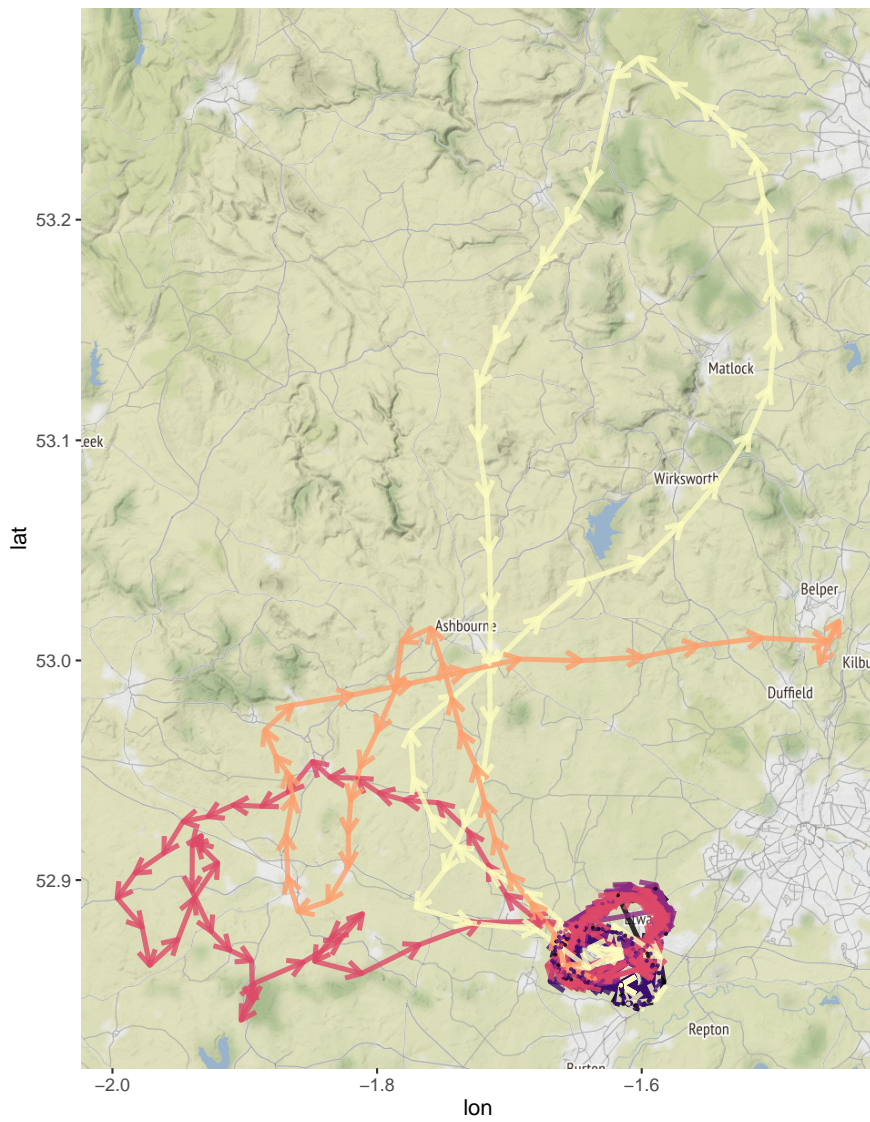 53.2
Matlock
53.1
Wirksworth
lat
Belper
Ashbourne
53.0
Duffield
52.9
Repton
−2.0
−1.8
−1.6
lon